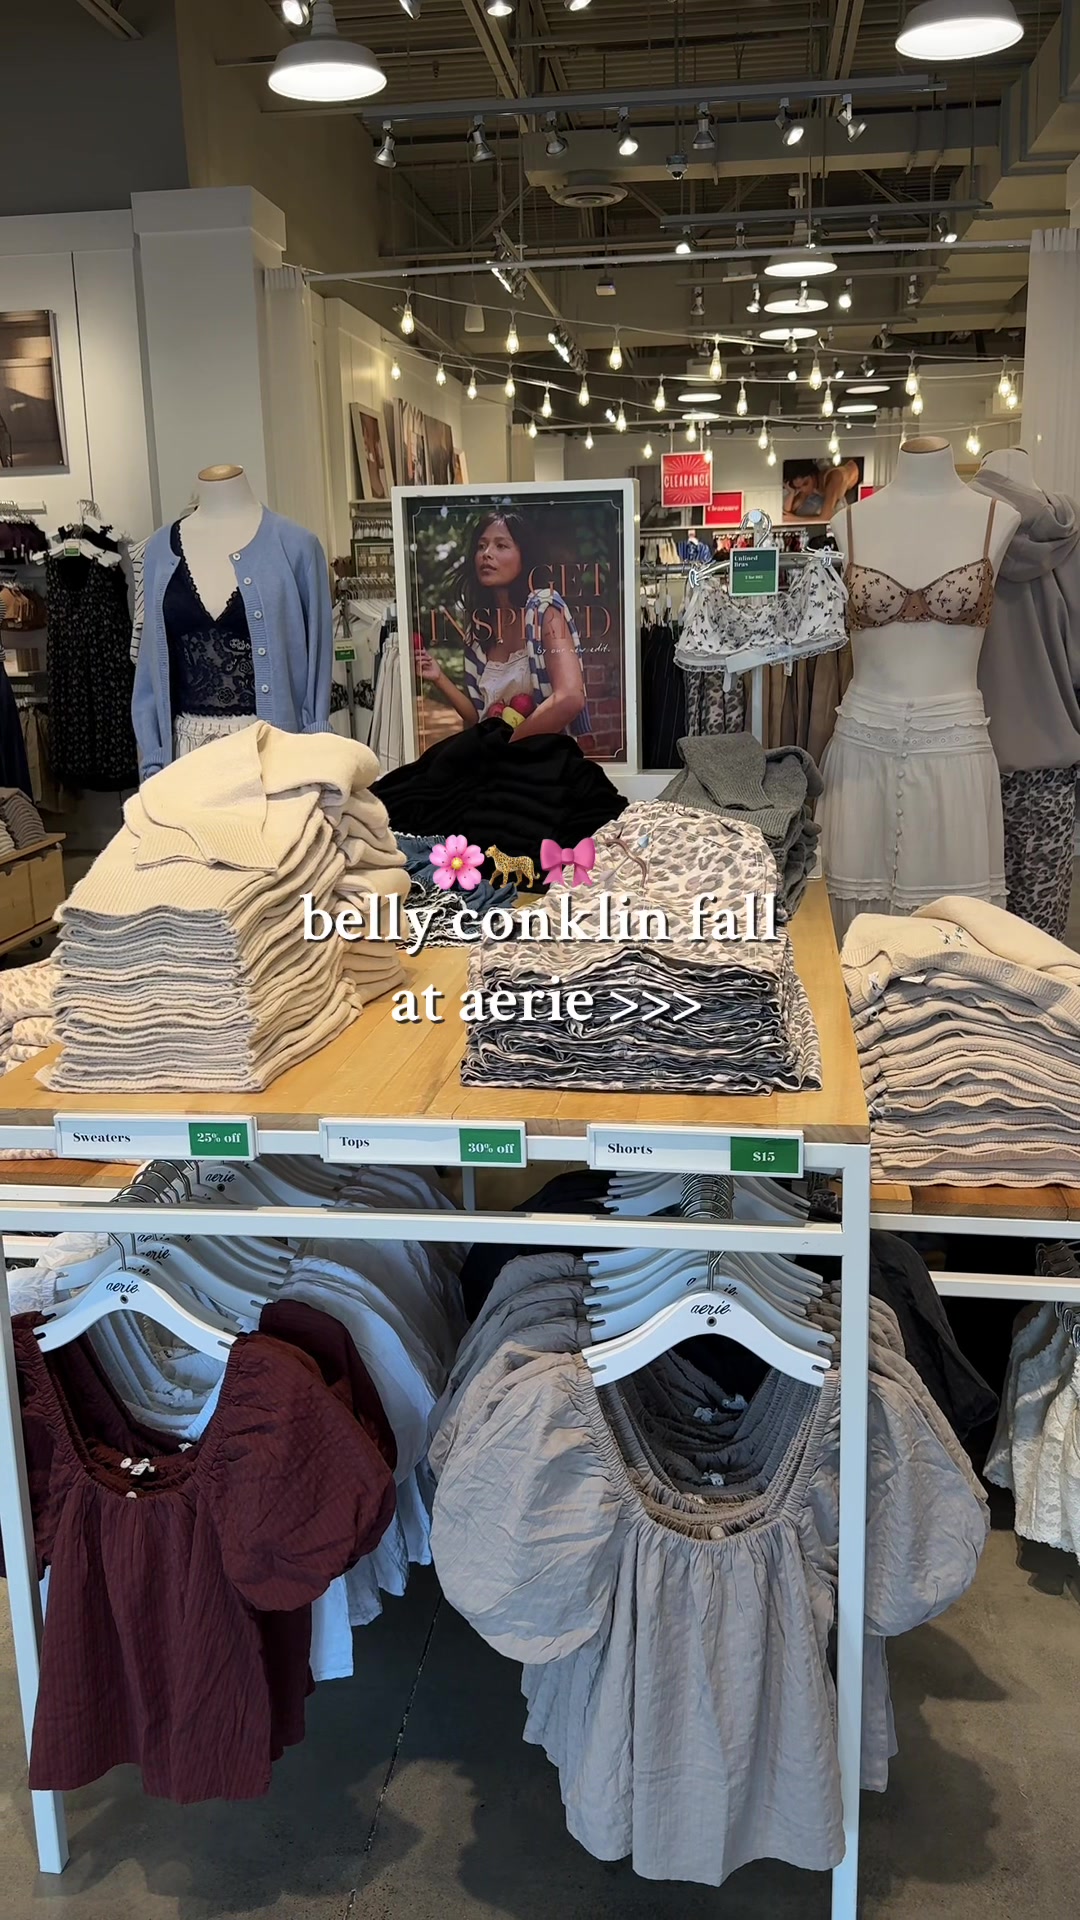 CLEARANCE
Clearance
Unlined
Bras
GET
INSPIRED
by our new edit.
🌸🐆🎀
belly conklin fall
at aerie >>>
Sweaters 25% off
Tops 30% off
Shorts $15
aerie
aerie
aerie
aerie
aerie